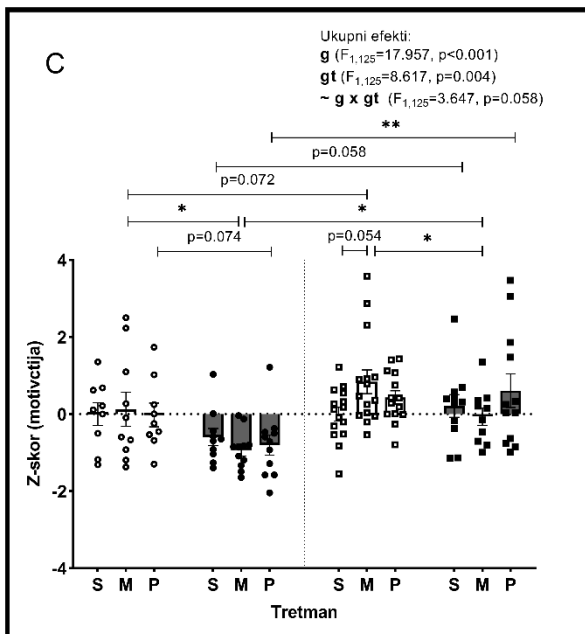 C
Ukupni efekti:
g (F1,125=17.957, p<0.001)
gt (F1,125=8.617, p=0.004)
~ g x gt (F1,125=3.647, p=0.058)
**
p=0.058
p=0.072
* *
p=0.074 p=0.054 *
4
2
0
-2
-4
Z-skor (motivctija)
S M P S M P S M P S M P
Tretman